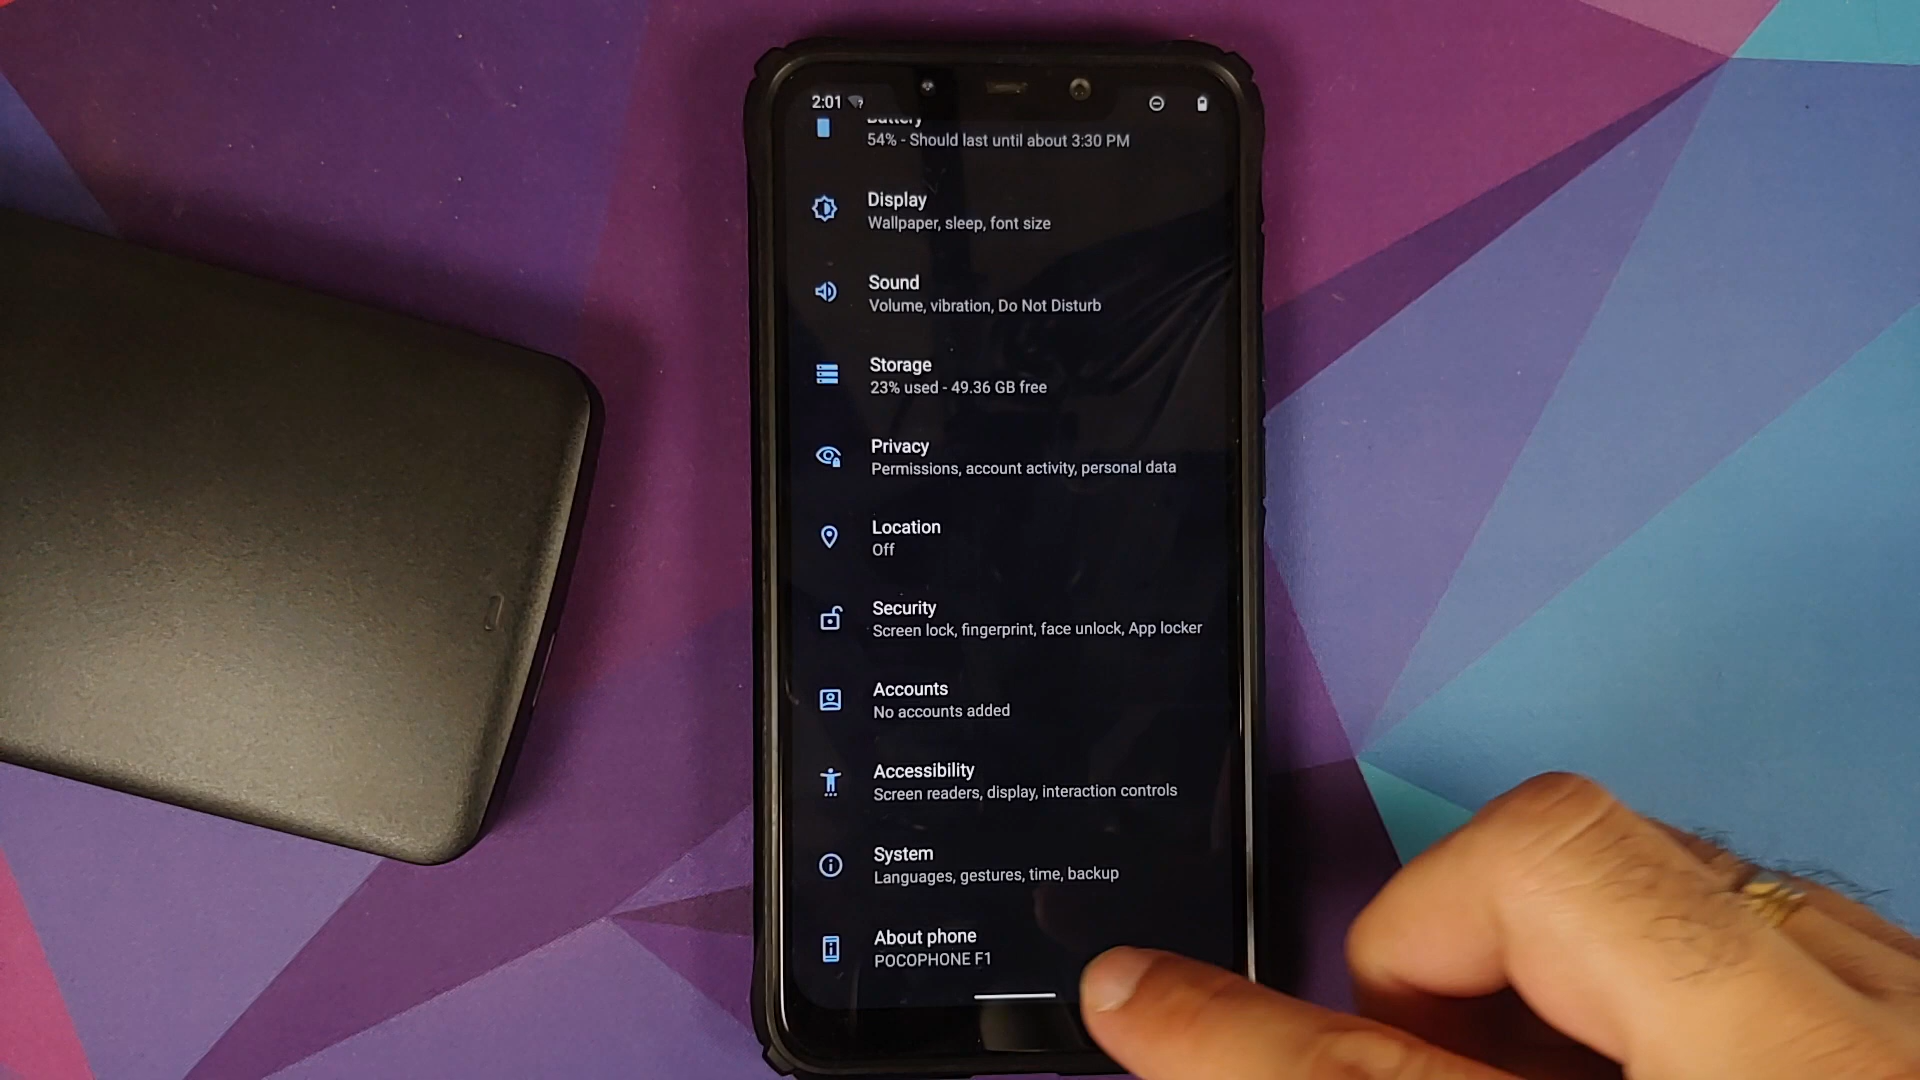 2:01
Battery
54% - Should last until about 3:30 PM
Display
Wallpaper, sleep, font size
Sound
Volume, vibration, Do Not Disturb
Storage
23% used - 49.36 GB free
Privacy
Permissions, account activity, personal data
Location
Off
Security
Screen lock, fingerprint, face unlock, App locker
Accounts
No accounts added
Accessibility
Screen readers, display, interaction controls
System
Languages, gestures, time, backup
About phone
POCOPHONE F1